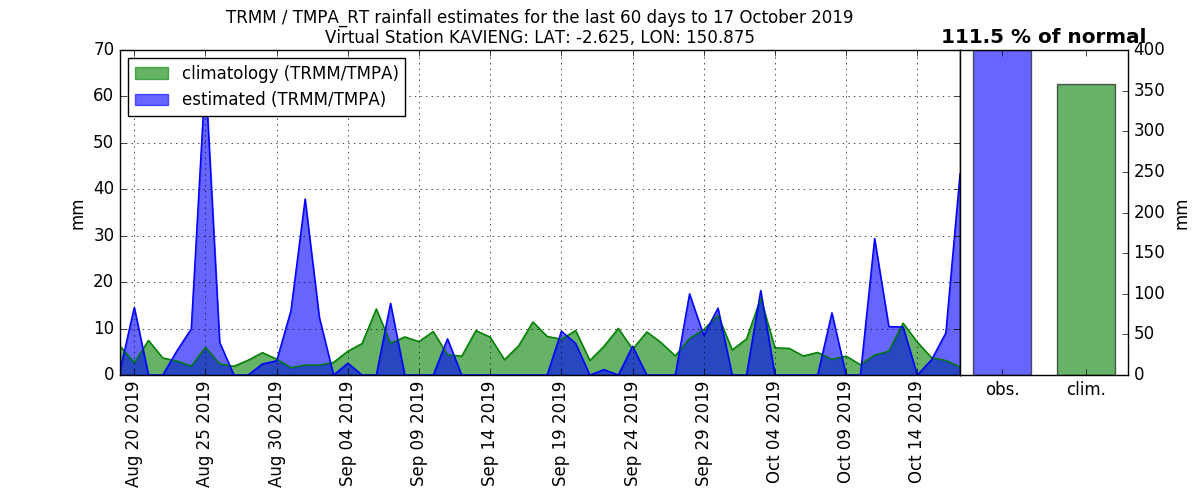 TRMM / TMPA_RT rainfall estimates for the last 60 days to 17 October 2019
Virtual Station KAVIENG: LAT: -2.625, LON: 150.875
111.5 % of normal
climatology (TRMM/TMPA)
estimated (TRMM/TMPA)
70
60
50
40
30
20
10
0
mm
Aug 20 2019
Aug 25 2019
Aug 30 2019
Sep 04 2019
Sep 09 2019
Sep 14 2019
Sep 19 2019
Sep 24 2019
Sep 29 2019
Oct 04 2019
Oct 09 2019
Oct 14 2019
obs.
clim.
400
350
300
250
200
150
100
50
0
mm